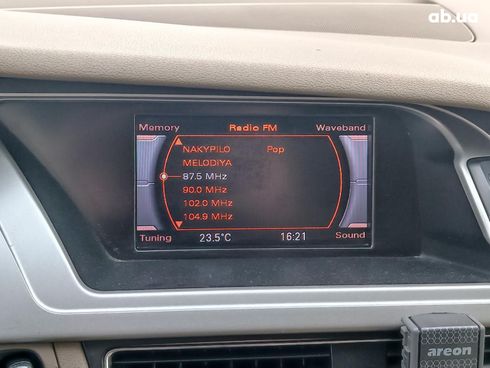 ab.ua
Memory Radio FM Waveband
NAKYPILO Pop
MELODIYA
87.5 MHz
90.0 MHz
102.0 MHz
104.9 MHz
Tuning 23.5°C 16:21 Sound
areon